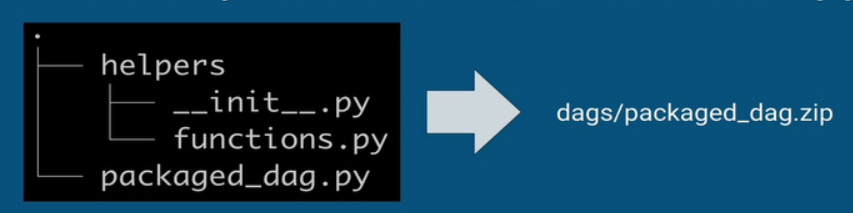 .
├── helpers
│   ├── __init__.py
│   └── functions.py
└── packaged_dag.py
dags/packaged_dag.zip